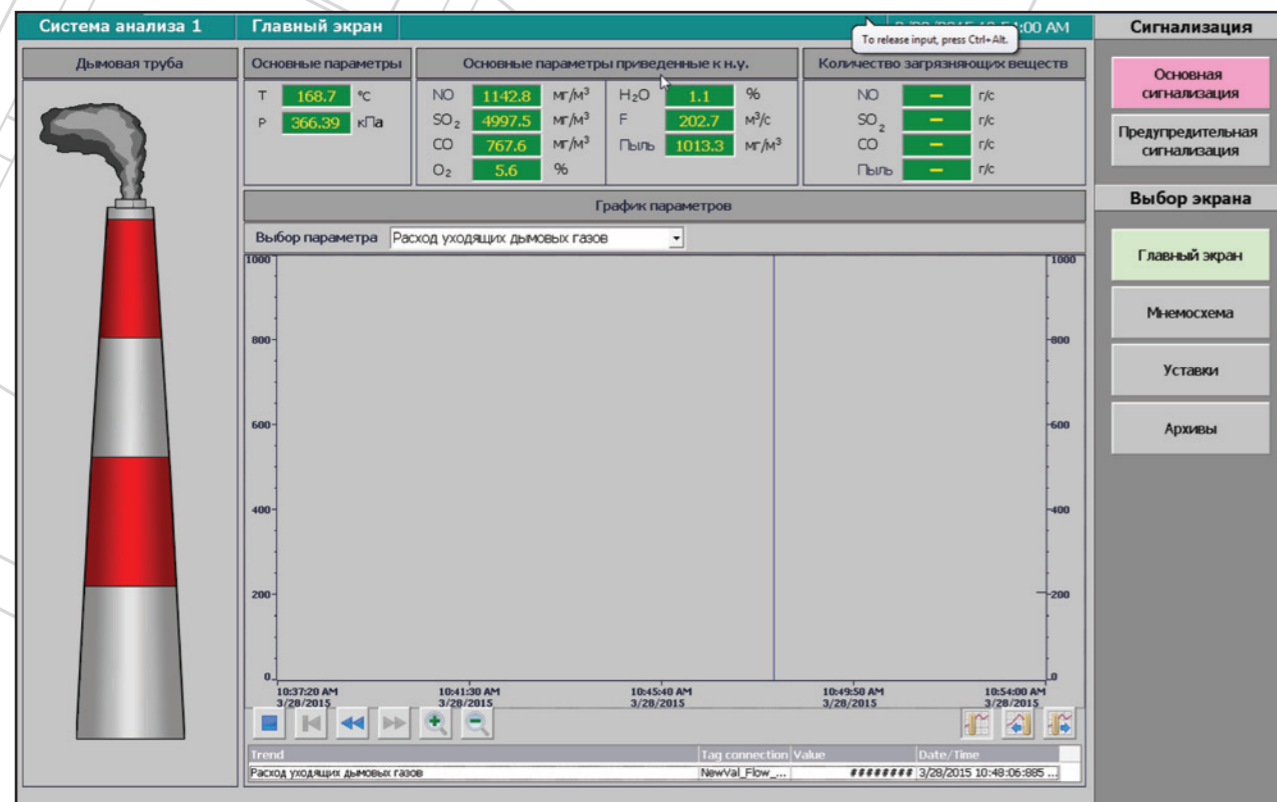 Система анализа 1
Главный экран
:00 AM
To release input, press Ctrl+Alt.
Сигнализация
Дымовая труба
Основные параметры
Основные параметры приведенные к н.у.
Количество загрязняющих веществ
Основная
сигнализация
Предупредительная
сигнализация
T 168.7 °C
P 366.39 кПа
NO 1142.8 мг/м³
SO₂ 4997.5 мг/м³
CO 767.6 мг/м³
O₂ 5.6 %
H₂O 1.1 %
F 202.7 м³/с
Пыль 1013.3 мг/м³
NO – г/с
SO₂ – г/с
CO – г/с
Пыль – г/с
Выбор экрана
Главный экран
Мнемосхема
Уставки
Архивы
График параметров
Выбор параметра Расход уходящих дымовых газов
1000 1000
800 800
600 600
400 400
200 200
0 0
10:37:20 AM 10:41:30 AM 10:45:40 AM 10:49:50 AM 10:54:00 AM
3/28/2015 3/28/2015 3/28/2015 3/28/2015 3/28/2015
Trend Tag connection Value Date/Time
Расход уходящих дымовых газов NewVal_Flow_... ######## 3/28/2015 10:48:06:885 ...